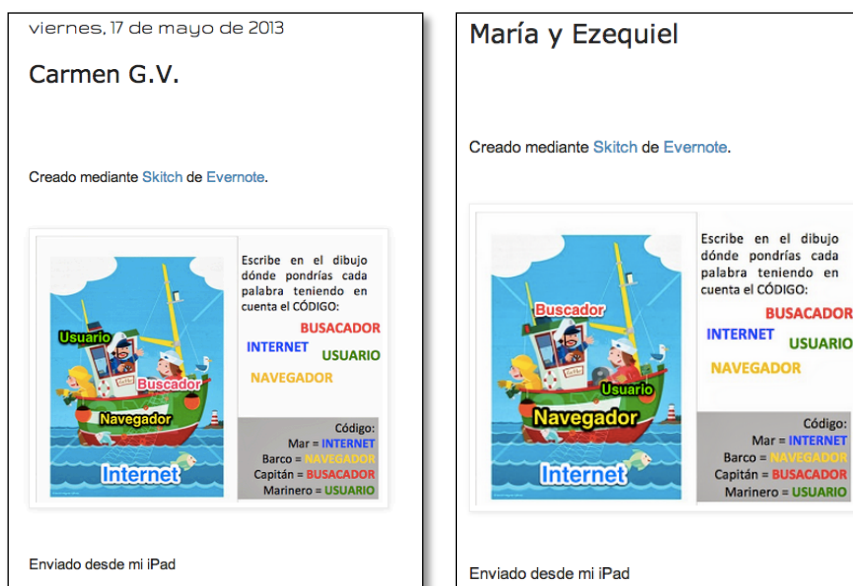 viernes, 17 de mayo de 2013
Carmen G.V.
Creado mediante Skitch de Evernote.
Escribe en el dibujo
dónde pondrías cada
palabra teniendo en
cuenta el CÓDIGO:
BUSACADOR
INTERNET
USUARIO
NAVEGADOR
Usuario
Buscador
Navegador
Internet
Código:
Mar = INTERNET
Barco = NAVEGADOR
Capitán = BUSACADOR
Marinero = USUARIO
Enviado desde mi iPad
María y Ezequiel
Creado mediante Skitch de Evernote.
Escribe en el dibujo
dónde pondrías cada
palabra teniendo en
cuenta el CÓDIGO:
BUSACADOR
INTERNET
USUARIO
NAVEGADOR
Buscador
Usuario
Navegador
Internet
Código:
Mar = INTERNET
Barco = NAVEGADOR
Capitán = BUSACADOR
Marinero = USUARIO
Enviado desde mi iPad